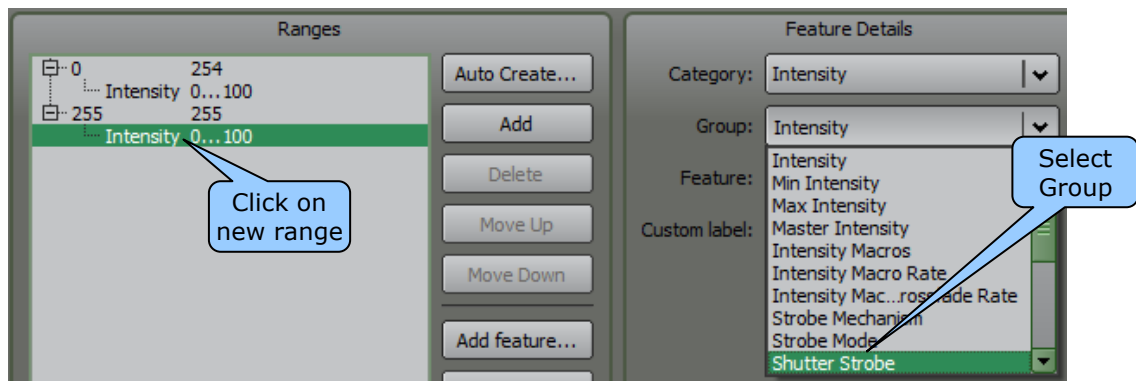 Ranges
0 254
Intensity 0...100
255 255
Intensity 0...100
Click on
new range
Auto Create...
Add
Delete
Move Up
Move Down
Add feature...
Feature Details
Category: Intensity
Group: Intensity
Feature:
Custom label:
Intensity
Min Intensity
Max Intensity
Master Intensity
Intensity Macros
Intensity Macro Rate
Intensity Mac...rossfade Rate
Strobe Mechanism
Strobe Mode
Shutter Strobe
Select
Group